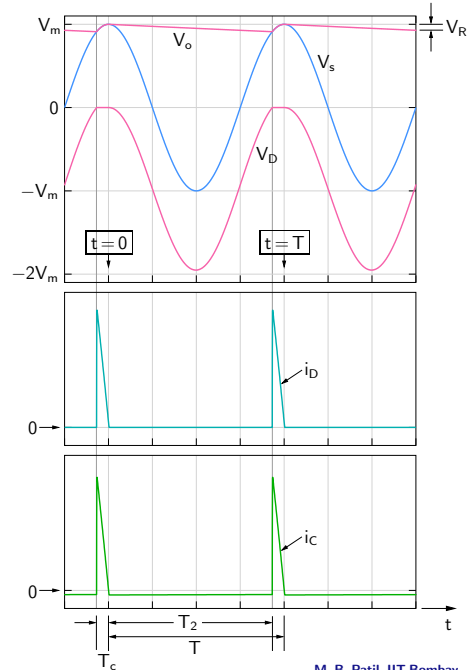 V_m
V_R
V_o
V_s
0
V_D
−V_m
t = 0
t = T
−2V_m
i_D
0
i_C
0
t
T_2
T
T_c
M. B. Patil, IIT Bombay